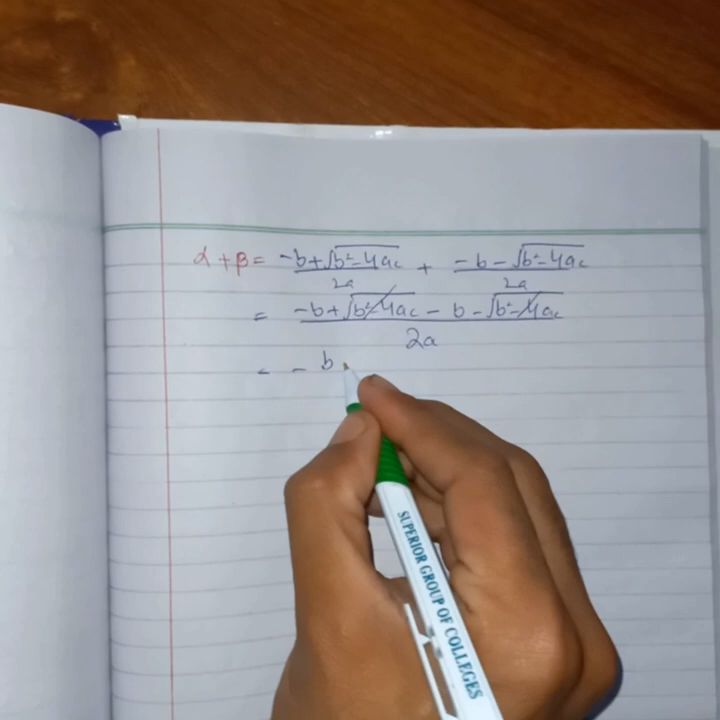 α + β = -b + √b² - 4ac / 2a + -b - √b² - 4ac / 2a
= -b + √b² - 4ac - b - √b² - 4ac / 2a
= - b
SUPERIOR GROUP OF COLLEGES